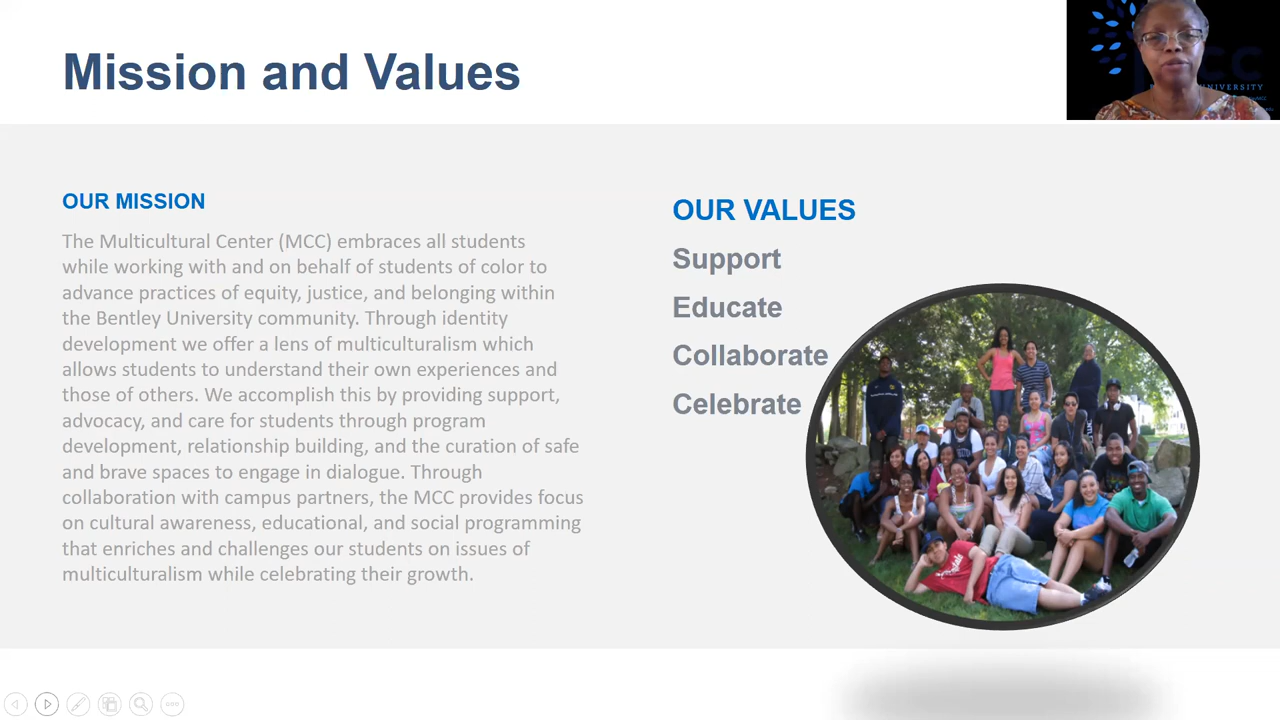 Mission and Values
OUR MISSION
The Multicultural Center (MCC) embraces all students
while working with and on behalf of students of color to
advance practices of equity, justice, and belonging within
the Bentley University community. Through identity
development we offer a lens of multiculturalism which
allows students to understand their own experiences and
those of others. We accomplish this by providing support,
advocacy, and care for students through program
development, relationship building, and the curation of safe
and brave spaces to engage in dialogue. Through
collaboration with campus partners, the MCC provides focus
on cultural awareness, educational, and social programming
that enriches and challenges our students on issues of
multiculturalism while celebrating their growth.
OUR VALUES
Support
Educate
Collaborate
Celebrate
CC
UNIVERSITY